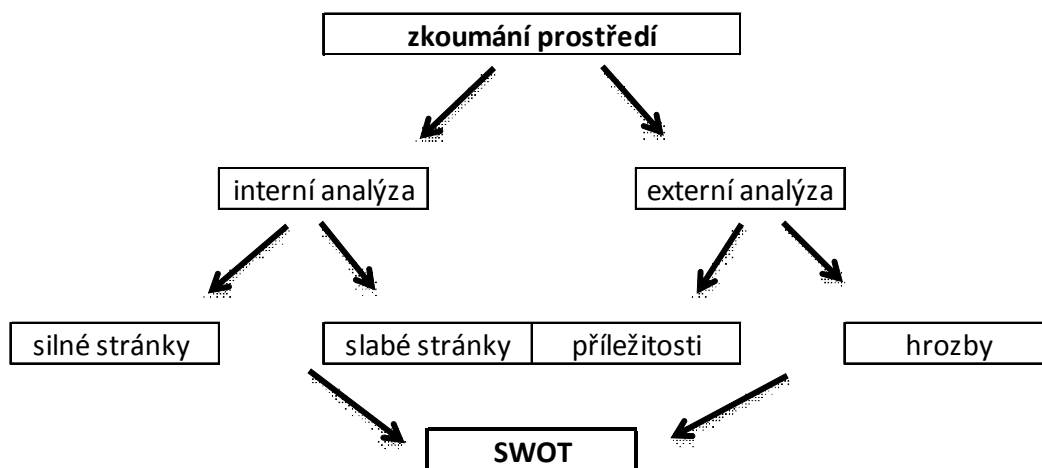 zkoumání prostředí
interní analýza
externí analýza
silné stránky
slabé stránky
příležitosti
hrozby
SWOT